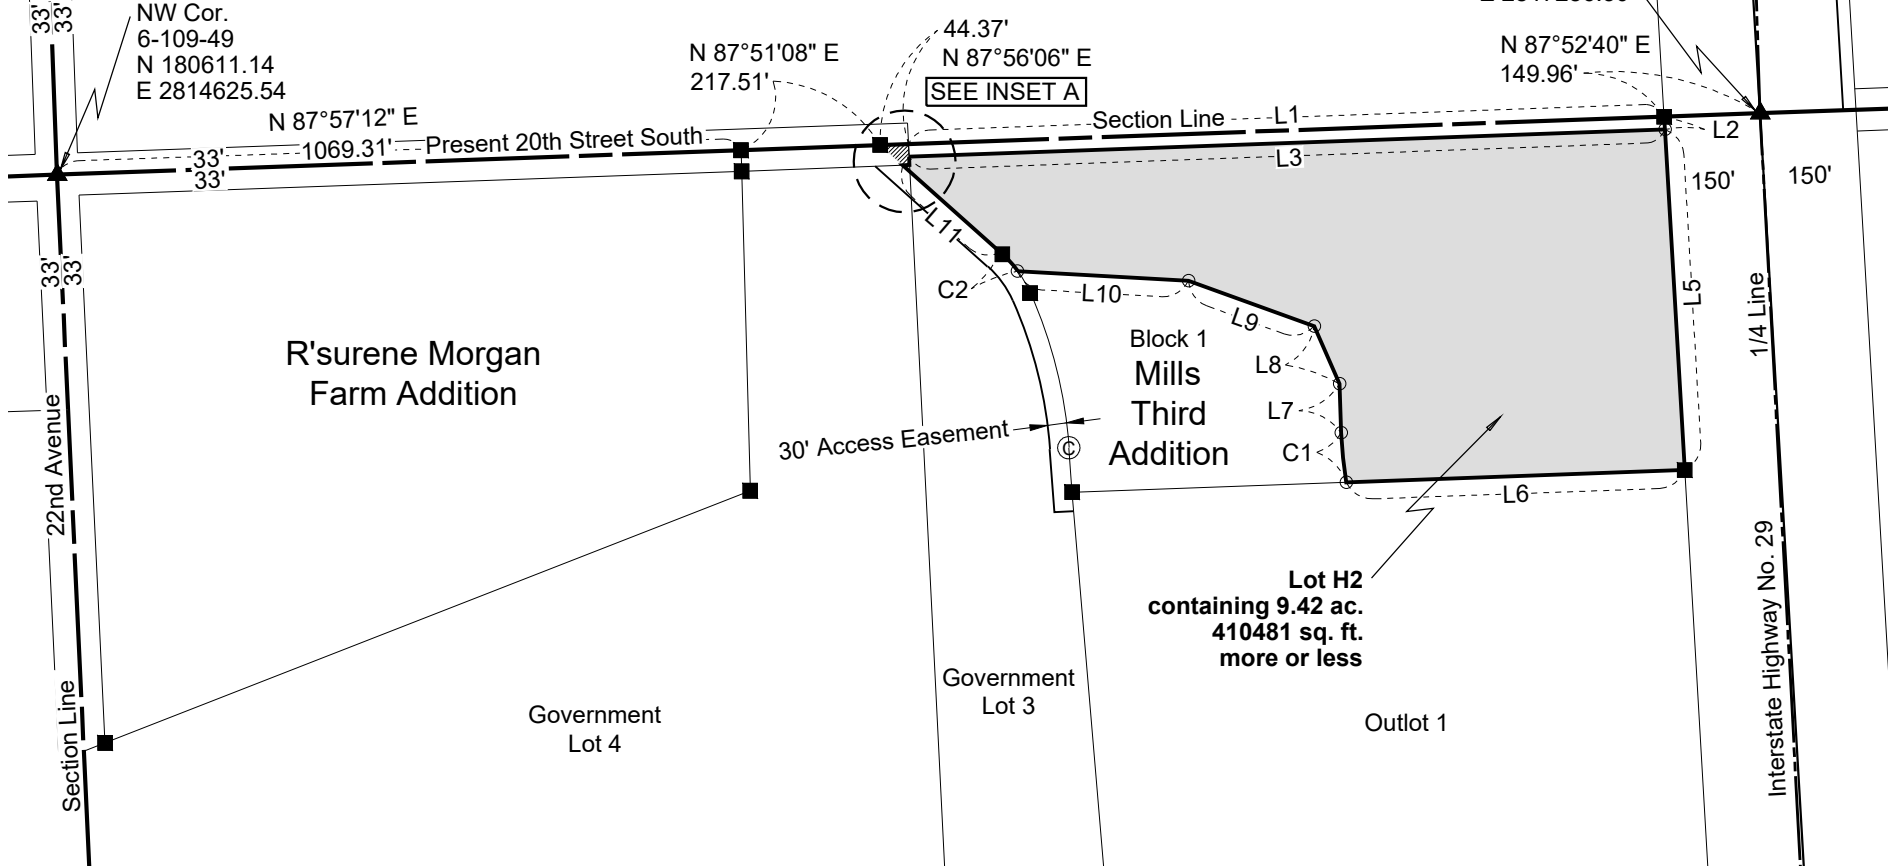 33'
33'
NW Cor.
6-109-49
N 180611.14
E 2814625.54
N 87°57'12" E
1069.31'
33'
33'
Present 20th Street South
N 87°51'08" E
217.51'
44.37'
N 87°56'06" E
SEE INSET A
Section Line
L1
N 87°52'40" E
149.96'
L2
L3
150'
150'
33'
33'
L11
C2
L10
L9
L8
L7
C1
L5
L6
1/4 Line
R'surene Morgan
Farm Addition
Block 1
Mills
Third
Addition
30' Access Easement
C
22nd Avenue
Section Line
Lot H2
containing 9.42 ac.
410481 sq. ft.
more or less
Government
Lot 4
Government
Lot 3
Outlot 1
Interstate Highway No. 29